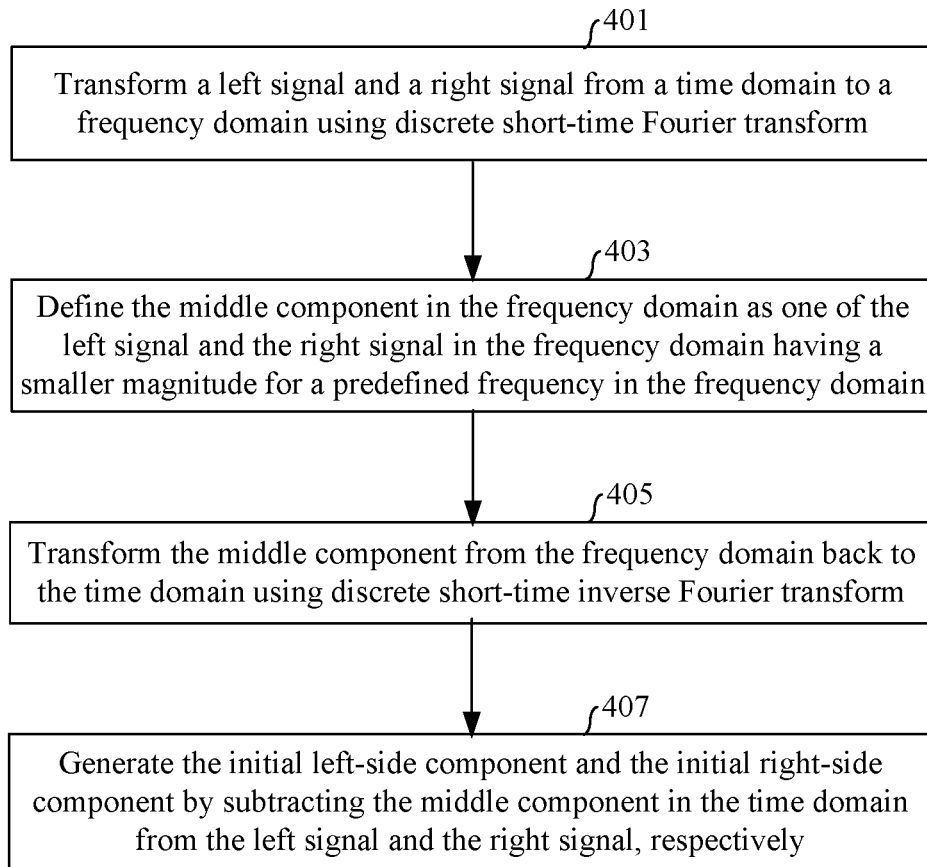 401
Transform a left signal and a right signal from a time domain to a
frequency domain using discrete short-time Fourier transform
403
Define the middle component in the frequency domain as one of the
left signal and the right signal in the frequency domain having a
smaller magnitude for a predefined frequency in the frequency domain
405
Transform the middle component from the frequency domain back to
the time domain using discrete short-time inverse Fourier transform
407
Generate the initial left-side component and the initial right-side
component by subtracting the middle component in the time domain
from the left signal and the right signal, respectively